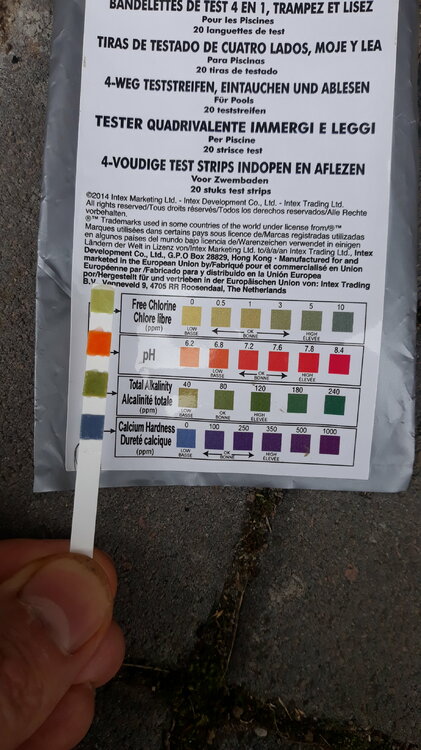 BANDELETTES DE TEST 4 EN 1, TRAMPEZ ET LISEZ
Pour les Piscines
20 languettes de test
TIRAS DE TESTADO DE CUATRO LADOS, MOJE Y LEA
Para Piscinas
20 tiras de testado
4-WEG TESTSTREIFEN, EINTAUCHEN UND ABLESEN
Für Pools
20 teststreifen
TESTER QUADRIVALENTE IMMERGI E LEGGI
Per Piscine
20 strisce test
4-VOUDIGE TEST STRIPS INDOPEN EN AFLEZEN
Voor Zwembaden
20 stuks test strips
©2014 Intex Marketing Ltd. - Intex Development Co., Ltd. - Intex Trading Ltd.
All rights reserved/Tous droits réservés/Todos los derechos reservados/Alle Rechte
vorbehalten.
®™ Trademarks used in some countries of the world under license from/®™
Marques utilisées dans certains pays sous licence de/Marcas registradas utilizadas
en algunos países del mundo bajo licencia de/Warenzeichen verwendet in einigen
Ländern der Welt in Lizenz von/Intex Marketing Ltd. to/à/a/an Intex Trading Ltd., Intex
Development Co., Ltd., G.P.O Box 28829, Hong Kong • Manufactured for and
marketed in the European Union by/Fabriqué pour et commercialisé en Union
Européenne par /Fabricado para y distribuido en la Unión Europea
por/Hergestellt für und vertrieben in der Europäischen Union von: Intex Trading
B.V., Venneveld 9, 4705 RR Roosendaal, The Netherlands
Free Chlorine
Chlore libre
(ppm)
0 0.5 1 3 5 10
LOW BASSE OK BONNE HIGH ÉLEVÉE
pH
6.2 6.8 7.2 7.6 7.8 8.4
LOW BASSE OK BONNE HIGH ÉLEVÉE
Total Alkalinity
Alcalinité totale
(ppm)
40 80 120 180 240
LOW BASSE OK BONNE HIGH ÉLEVÉE
Calcium Hardness
Dureté calcique
(ppm)
0 100 250 350 500 1000
LOW BASSE OK BONNE HIGH ÉLEVÉE